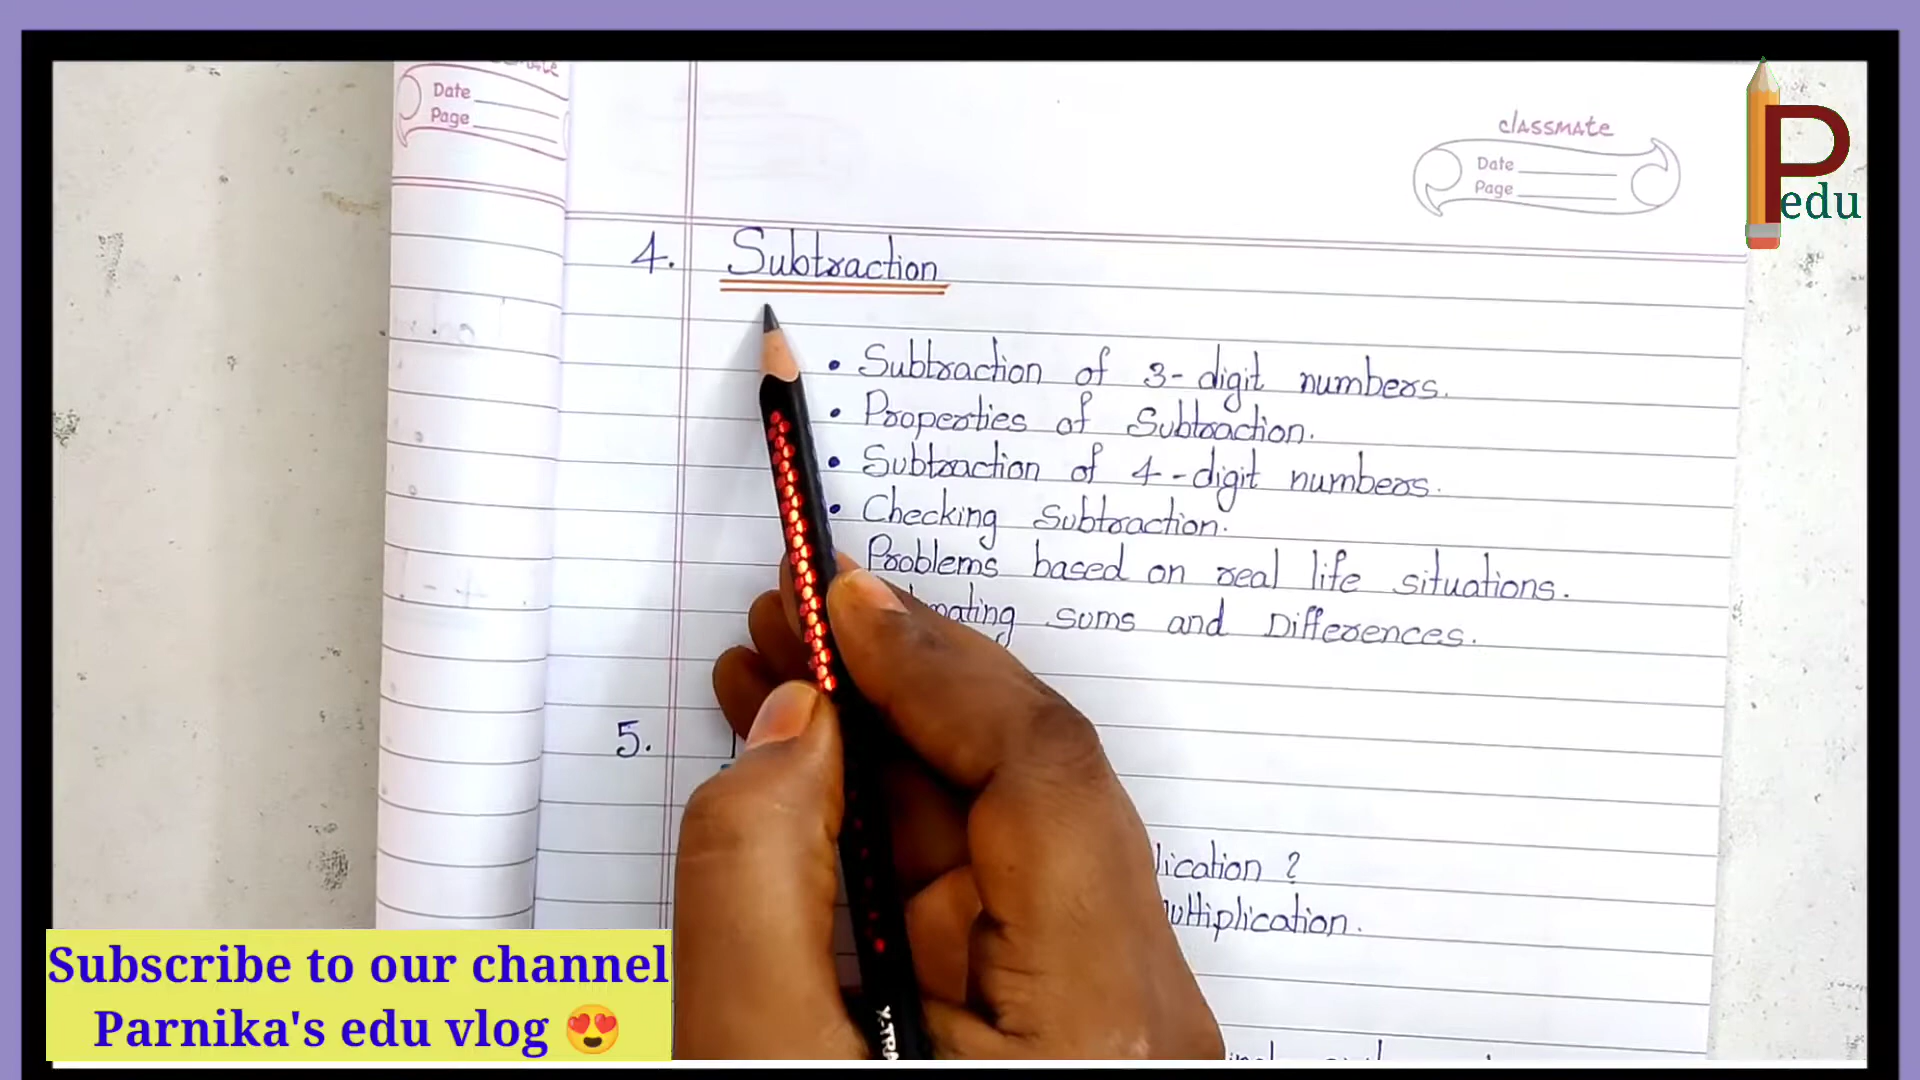 Date
Page
classmate
Date
Page
P
edu
4. Subtraction
• Subtraction of 3-digit numbers.
• Properties of Subtraction.
• Subtraction of 4-digit numbers.
• Checking Subtraction.
Problems based on real life situations.
sums and Differences.
5.
lication ?
ultiplication.
Subscribe to our channel
Parnika's edu vlog 😍